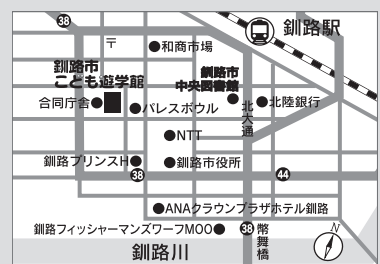 38
〒
釧路駅
和商市場
釧路市
こども遊学館
釧路市
中央図書館
合同庁舎
パレスボウル
北大通
北陸銀行
NTT
釧路プリンスH
釧路市役所
38
44
ANAクラウンプラザホテル釧路
釧路フィッシャーマンズワーフMOO
38
幣舞橋
N
釧路川